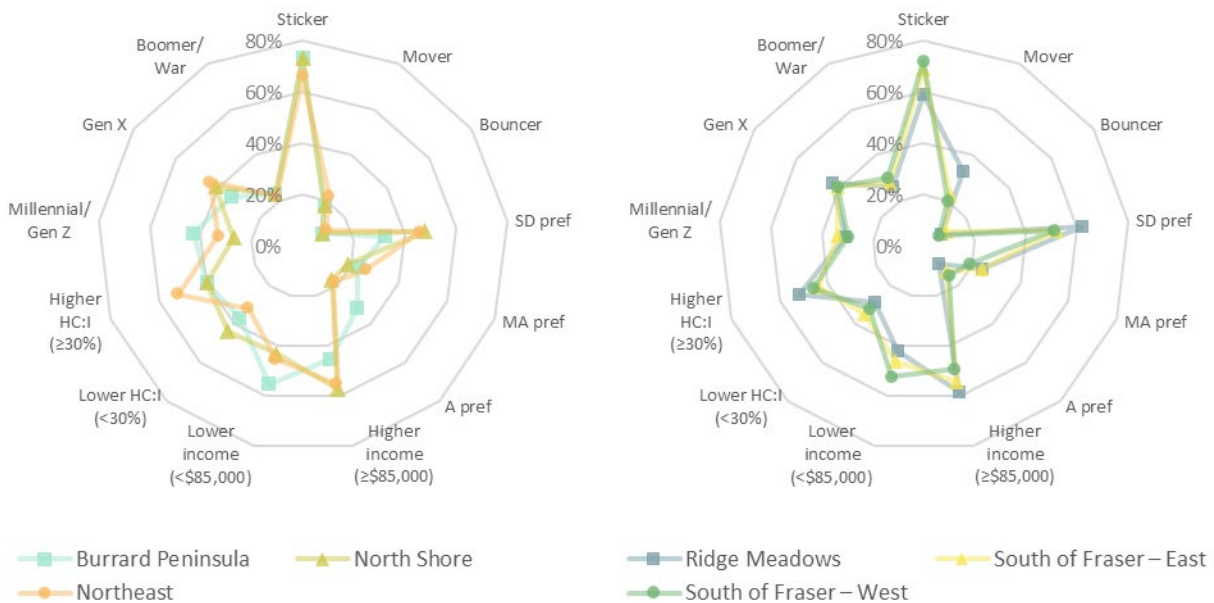 Sticker
80%
Boomer/
War
Mover
60%
Gen X
Bouncer
40%
20%
Millennial/
Gen Z
0%
SD pref
Higher
HC:I
(≥30%)
MA pref
Lower HC:I
(<30%)
A pref
Lower
income
(<$85,000)
Higher
income
(≥$85,000)
Burrard Peninsula
North Shore
Northeast
Sticker
80%
Boomer/
War
Mover
60%
Gen X
Bouncer
40%
20%
Millennial/
Gen Z
0%
SD pref
Higher
HC:I
(≥30%)
MA pref
Lower HC:I
(<30%)
A pref
Lower
income
(<$85,000)
Higher
income
(≥$85,000)
Ridge Meadows
South of Fraser – East
South of Fraser – West